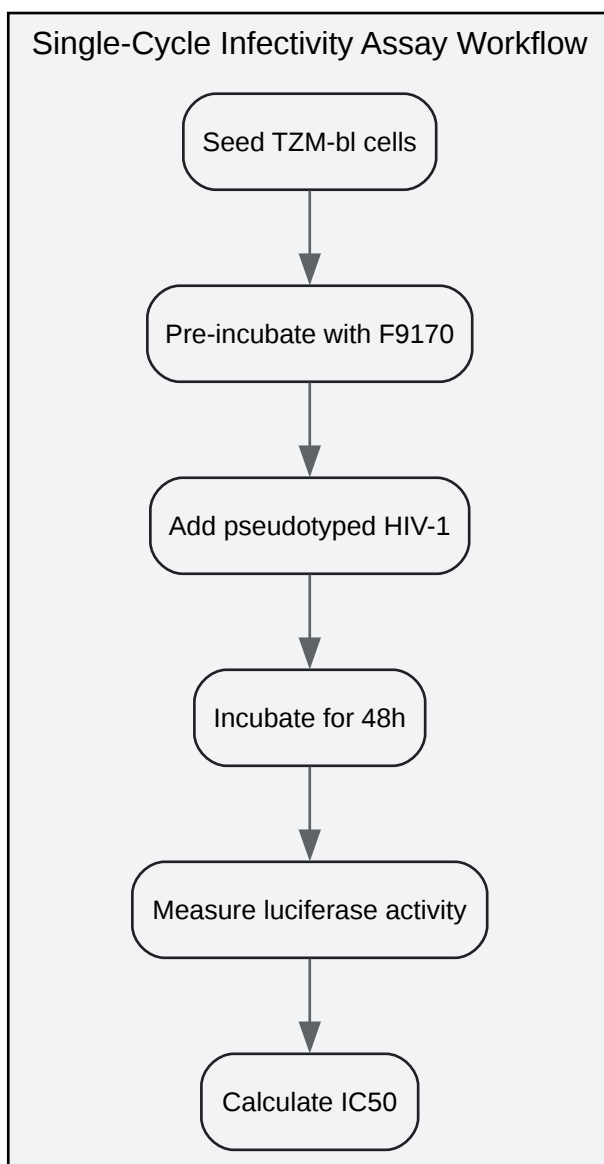 Single-Cycle Infectivity Assay Workflow
Seed TZM-bl cells
Pre-incubate with F9170
Add pseudotyped HIV-1
Incubate for 48h
Measure luciferase activity
Calculate IC50